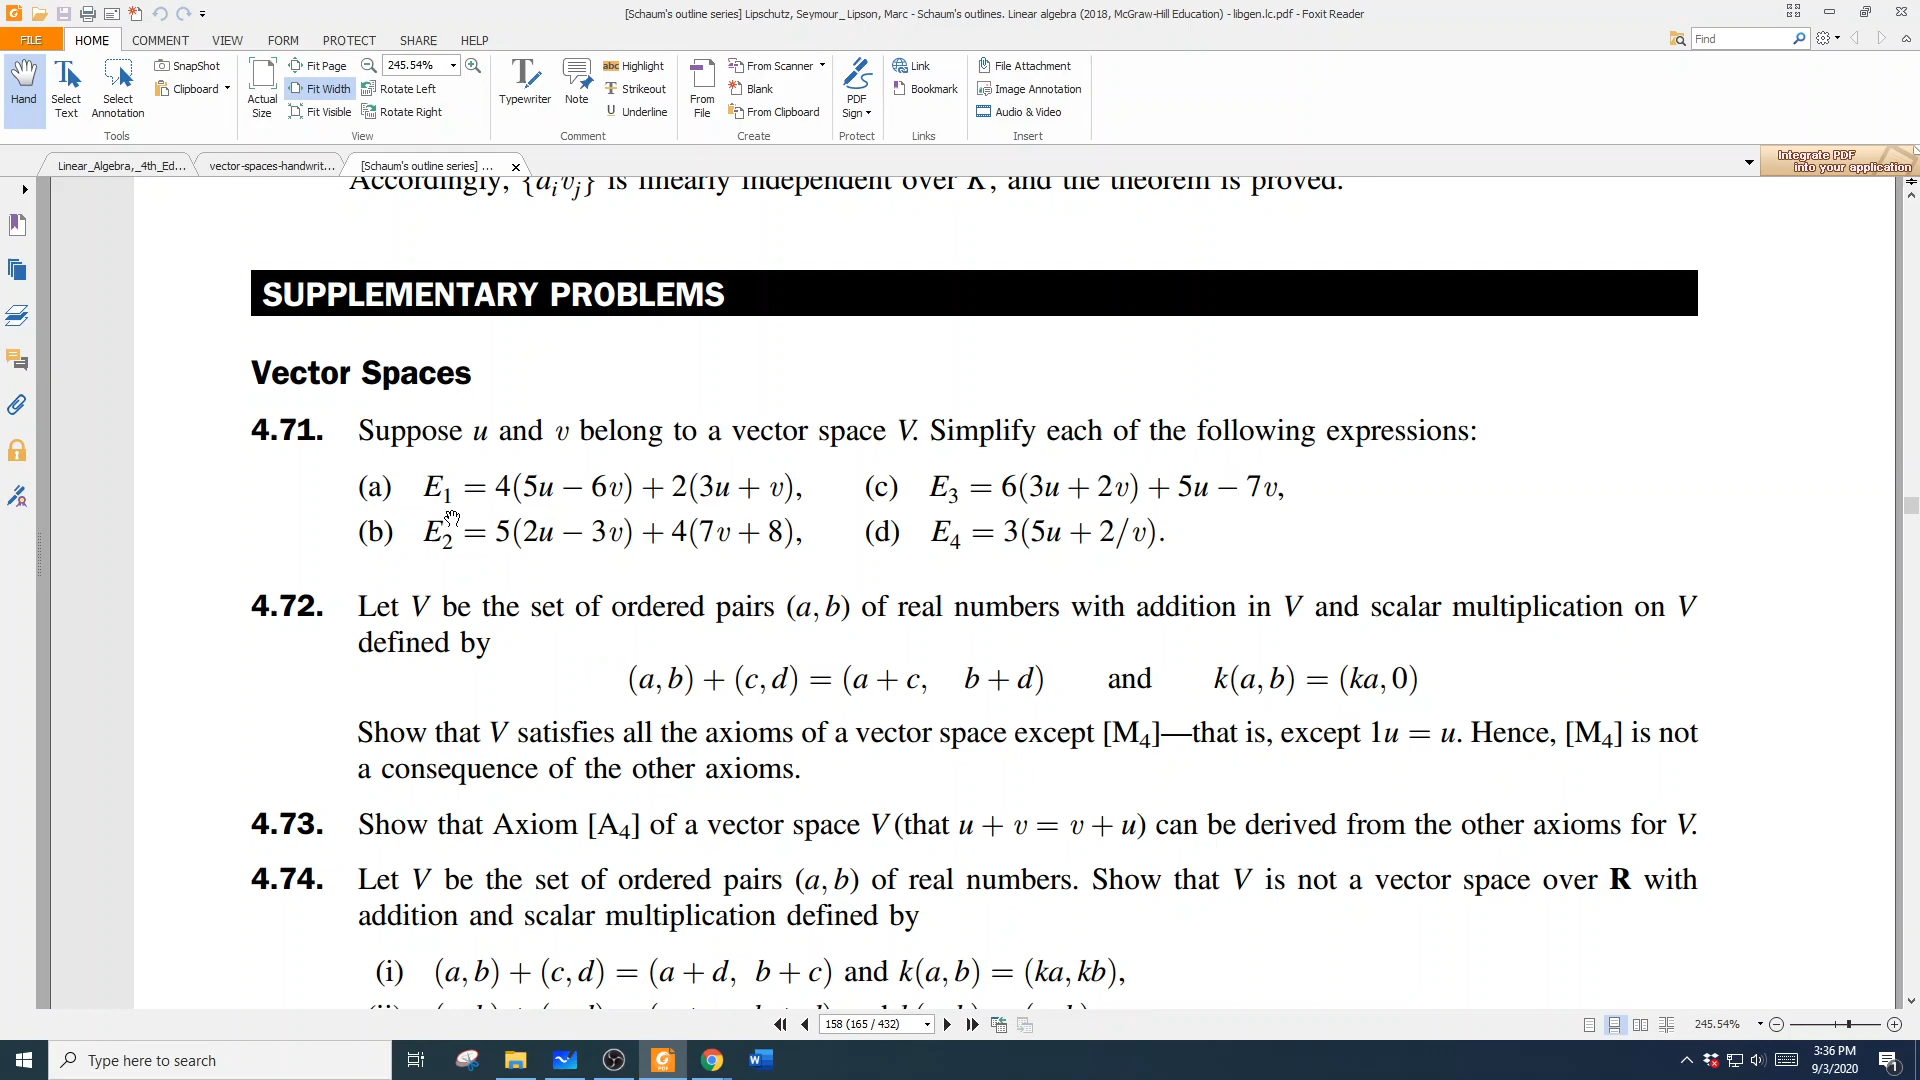 [Schaum's outline series] Lipschutz, Seymour_ Lipson, Marc - Schaum's outlines. Linear algebra (2018, McGraw-Hill Education) - libgen.lc.pdf - Foxit Reader
FILE HOME COMMENT VIEW FORM PROTECT SHARE HELP Find
Hand
Select Text
Select Annotation
SnapShot
Clipboard
Tools
Actual Size
Fit Page
Fit Width
Fit Visible
245.54%
Rotate Left
Rotate Right
View
Typewriter
Note
Highlight
Strikeout
Underline
Comment
From File
From Scanner
Blank
From Clipboard
Create
PDF Sign
Protect
Link
Bookmark
Links
File Attachment
Image Annotation
Audio & Video
Insert
Linear_Algebra,_4th_Ed... vector-spaces-handwrit... [Schaum's outline series] ...
Integrate PDF
into your application
Accordingly, {aᵢvⱼ} is linearly independent over K, and the theorem is proved.
SUPPLEMENTARY PROBLEMS
Vector Spaces
4.71. Suppose u and v belong to a vector space V. Simplify each of the following expressions:
(a) E₁ = 4(5u − 6v) + 2(3u + v), (c) E₃ = 6(3u + 2v) + 5u − 7v,
(b) E₂ = 5(2u − 3v) + 4(7v + 8), (d) E₄ = 3(5u + 2/v).
4.72. Let V be the set of ordered pairs (a, b) of real numbers with addition in V and scalar multiplication on V
defined by
(a, b) + (c, d) = (a + c, b + d) and k(a, b) = (ka, 0)
Show that V satisfies all the axioms of a vector space except [M₄]—that is, except 1u = u. Hence, [M₄] is not
a consequence of the other axioms.
4.73. Show that Axiom [A₄] of a vector space V (that u + v = v + u) can be derived from the other axioms for V.
4.74. Let V be the set of ordered pairs (a, b) of real numbers. Show that V is not a vector space over R with
addition and scalar multiplication defined by
(i) (a, b) + (c, d) = (a + d, b + c) and k(a, b) = (ka, kb),
158 (165 / 432) 245.54%
Type here to search
3:36 PM
9/3/2020